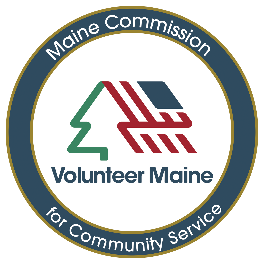 Maine Commission
Volunteer Maine
for Community Service